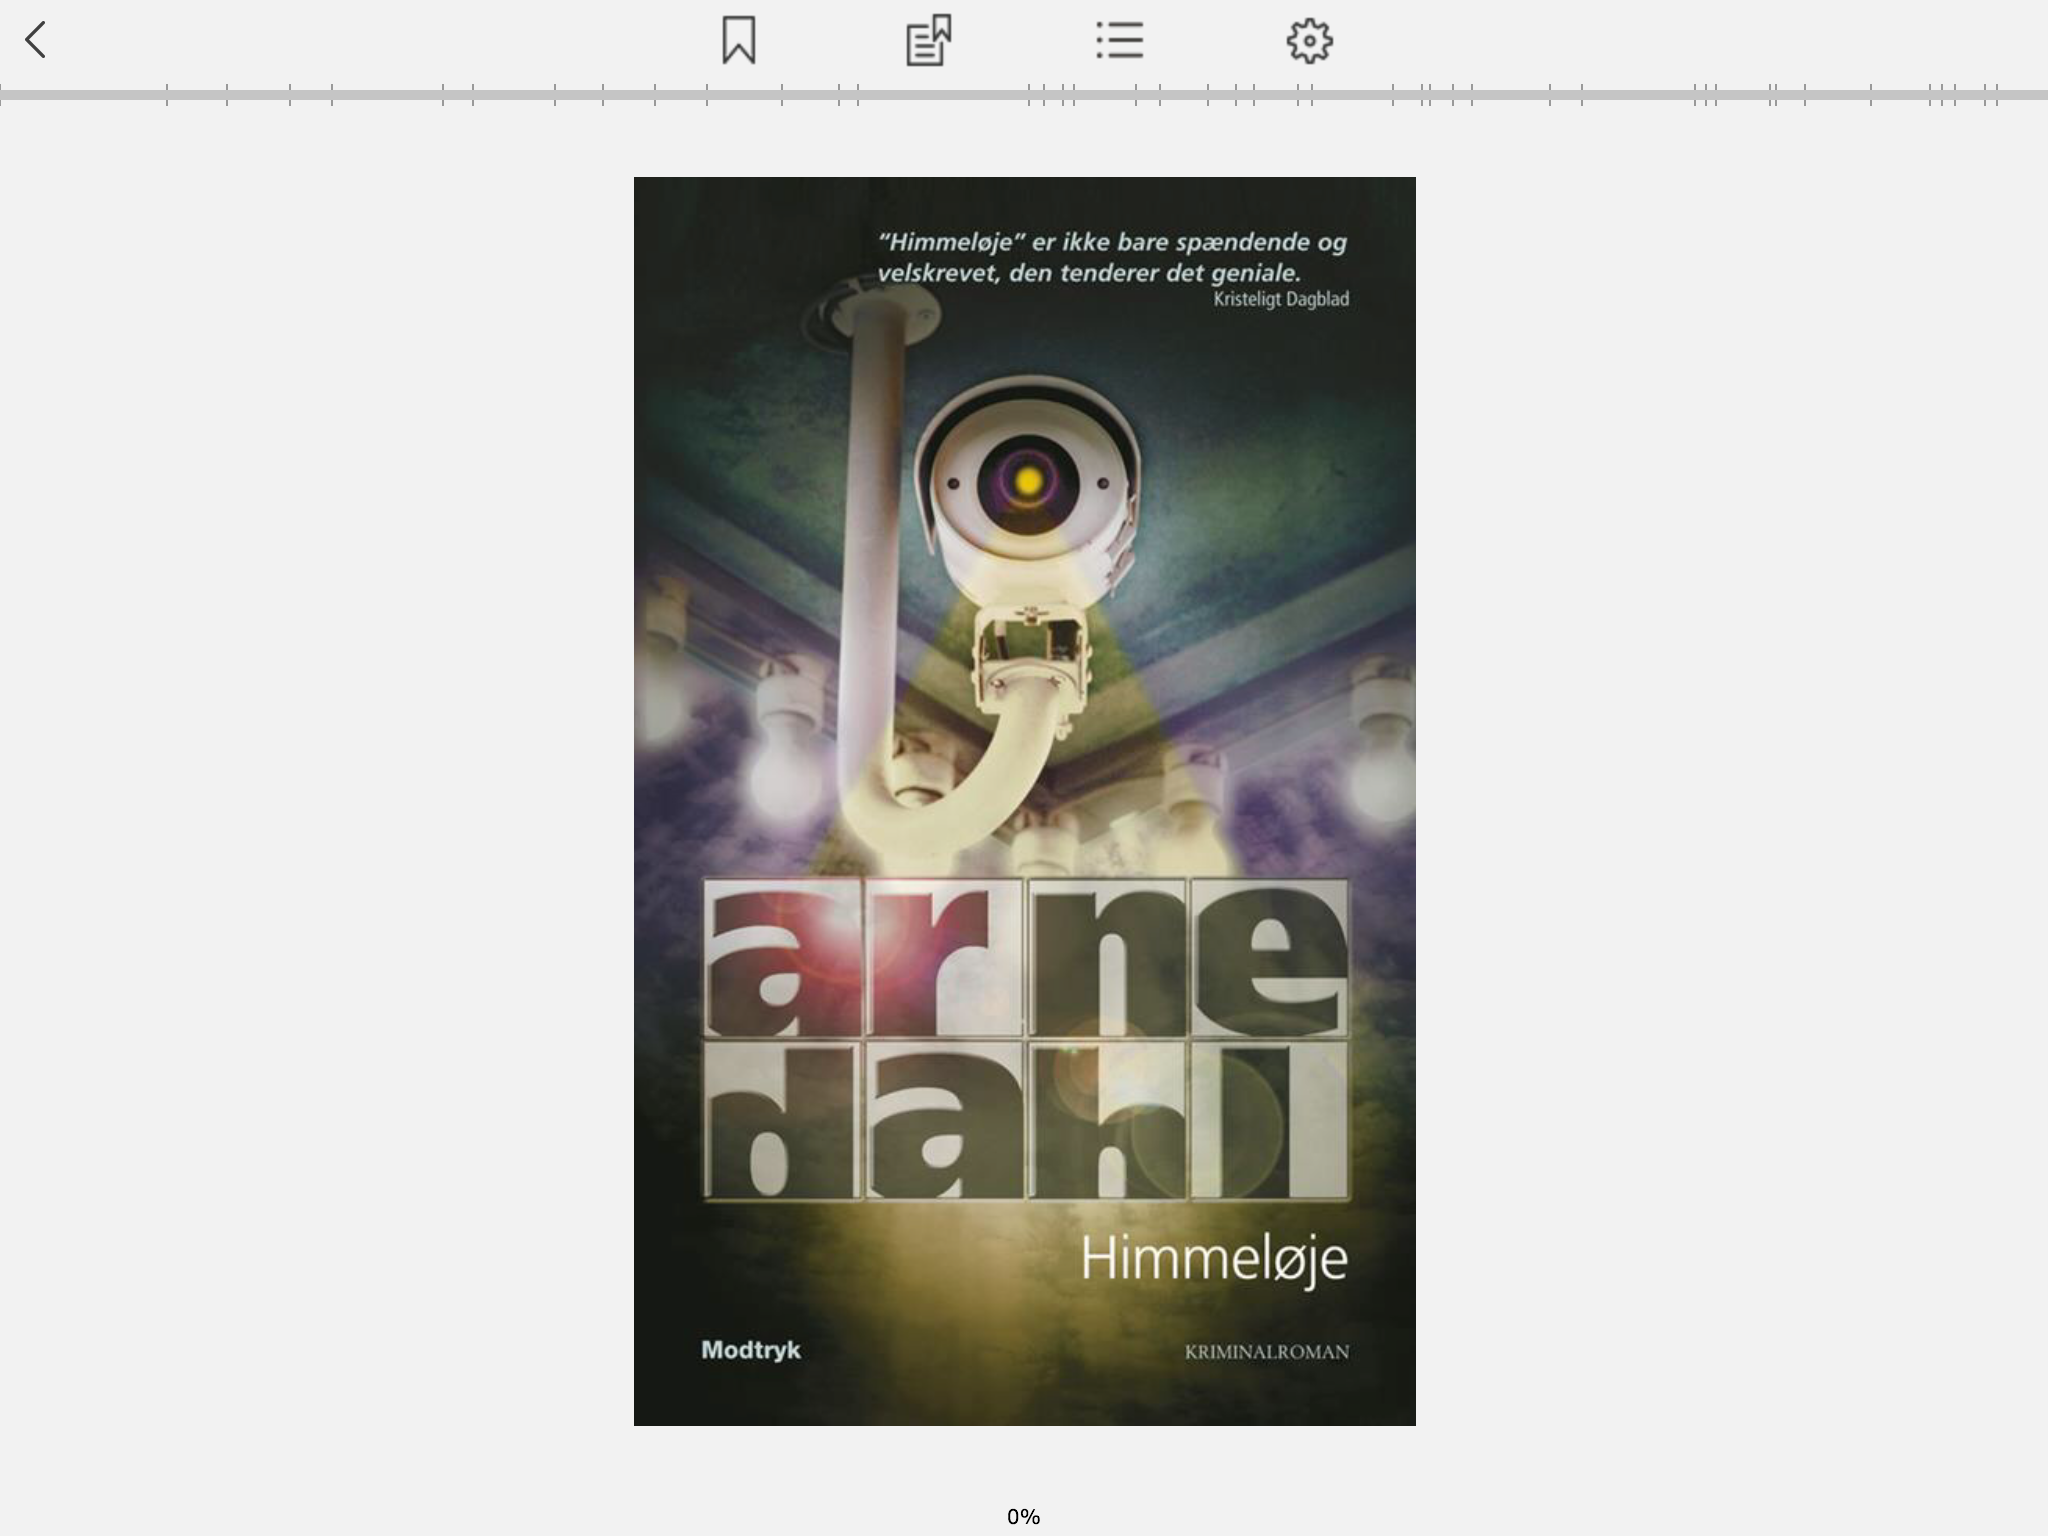 “Himmeløje” er ikke bare spændende og
velskrevet, den tenderer det geniale.
Kristeligt Dagblad
arne
dahl
Himmeløje
Modtryk
KRIMINALROMAN
0%